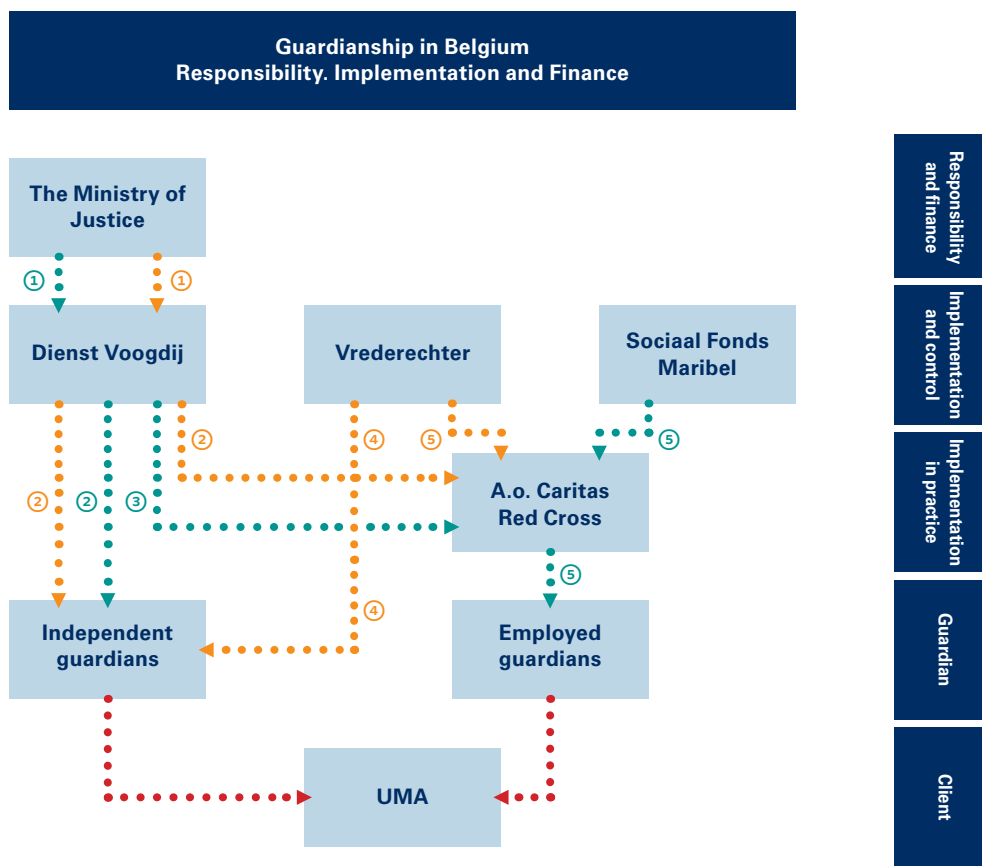 Guardianship in Belgium
Responsibility. Implementation and Finance
The Ministry of
Justice
Responsibility
and finance
1
1
Dienst Voogdij
Vrederechter
Sociaal Fonds
Maribel
Implementation
and control
2
4
5
5
2
2
3
A.o. Caritas
Red Cross
Implementation
in practice
5
4
Independent
guardians
Employed
guardians
Guardian
UMA
Client